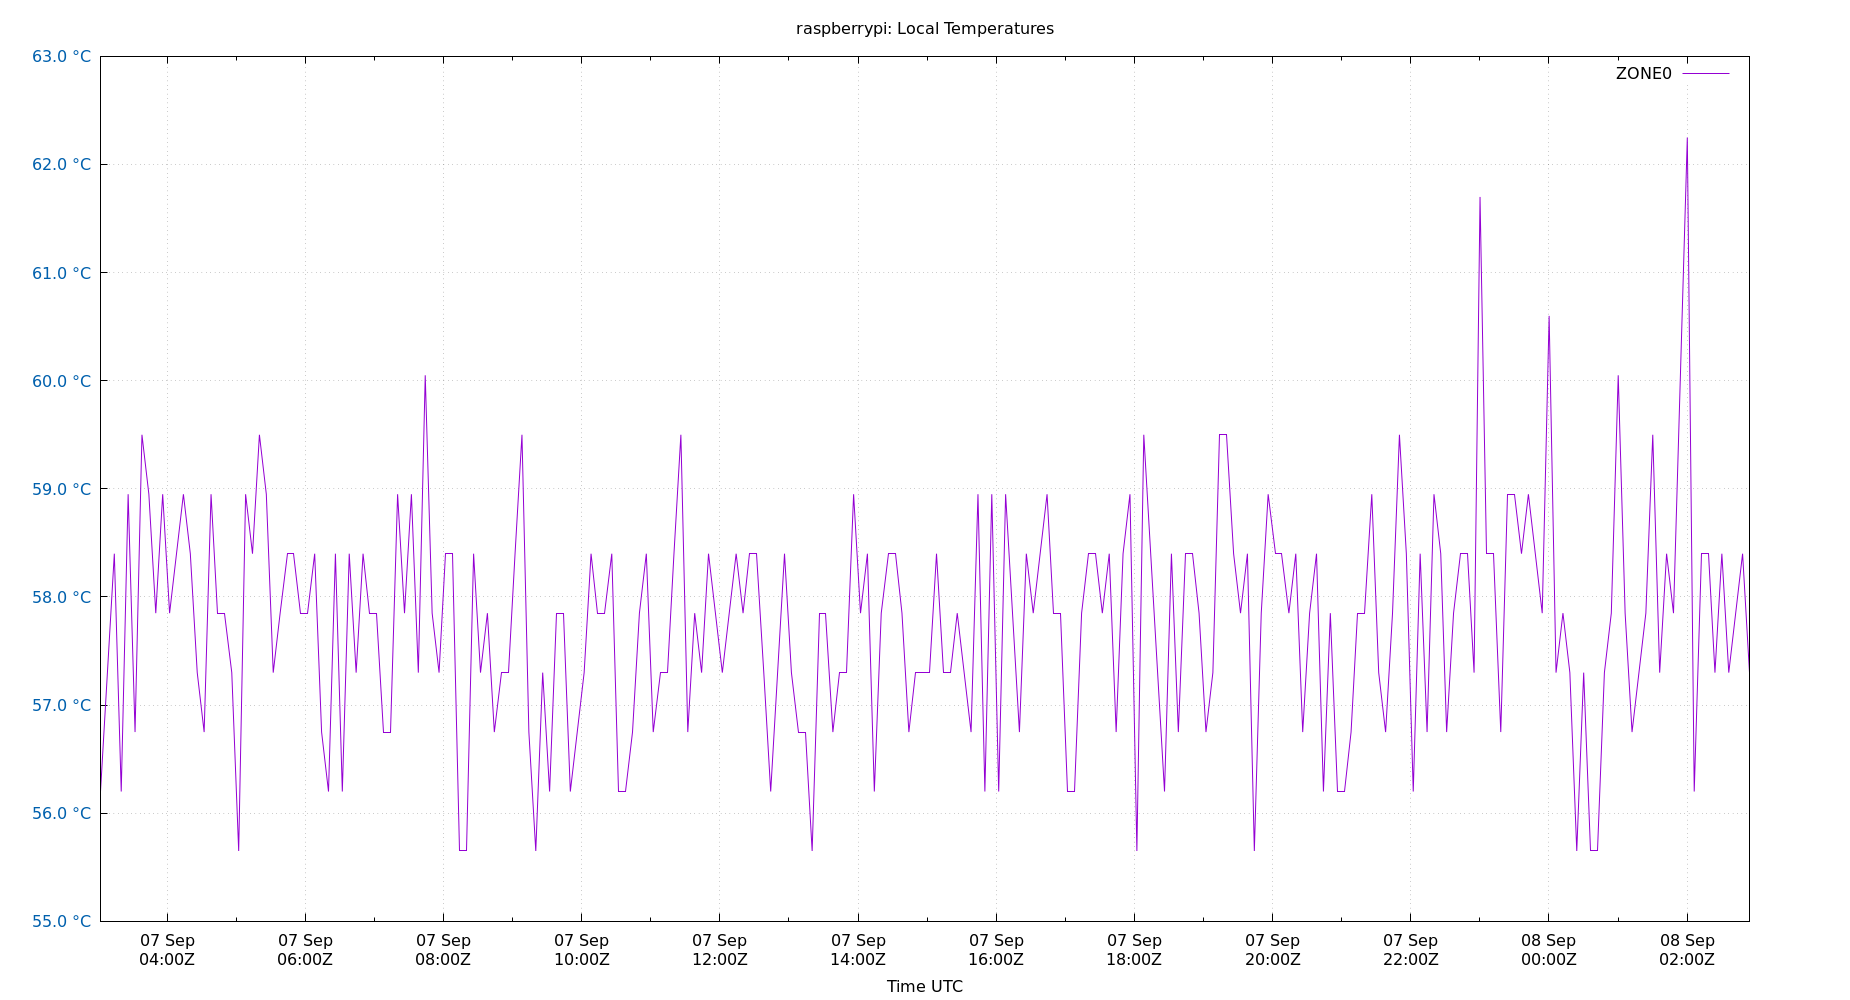 raspberrypi: Local Temperatures
63.0 °C
ZONE0
62.0 °C
61.0 °C
60.0 °C
59.0 °C
58.0 °C
57.0 °C
56.0 °C
55.0 °C
07 Sep 07 Sep 07 Sep 07 Sep 07 Sep 07 Sep 07 Sep 07 Sep 07 Sep 07 Sep 08 Sep 08 Sep
04:00Z 06:00Z 08:00Z 10:00Z 12:00Z 14:00Z 16:00Z 18:00Z 20:00Z 22:00Z 00:00Z 02:00Z
Time UTC